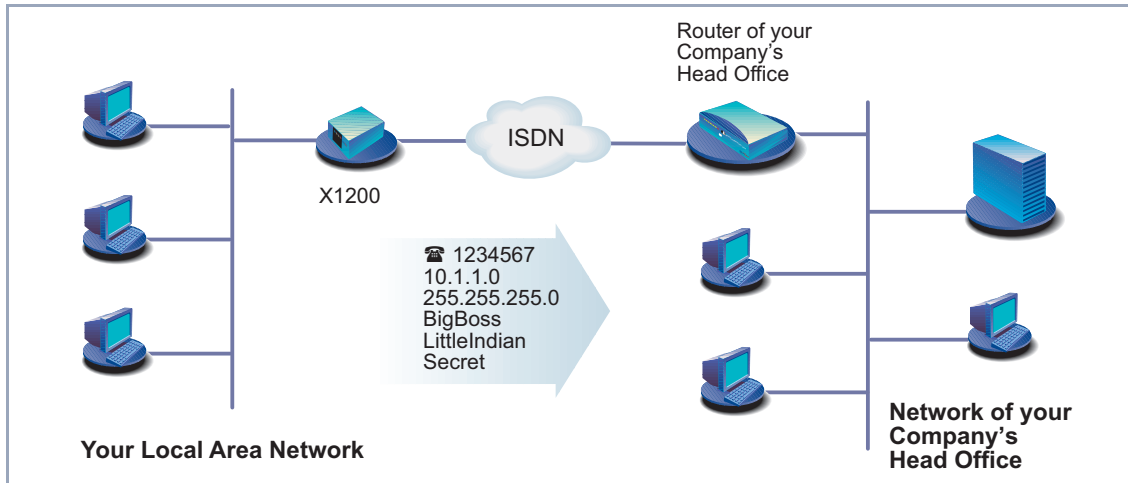 Router of your
Company's
Head Office
ISDN
X1200
☎ 1234567
10.1.1.0
255.255.255.0
BigBoss
LittleIndian
Secret
Your Local Area Network
Network of your
Company's
Head Office